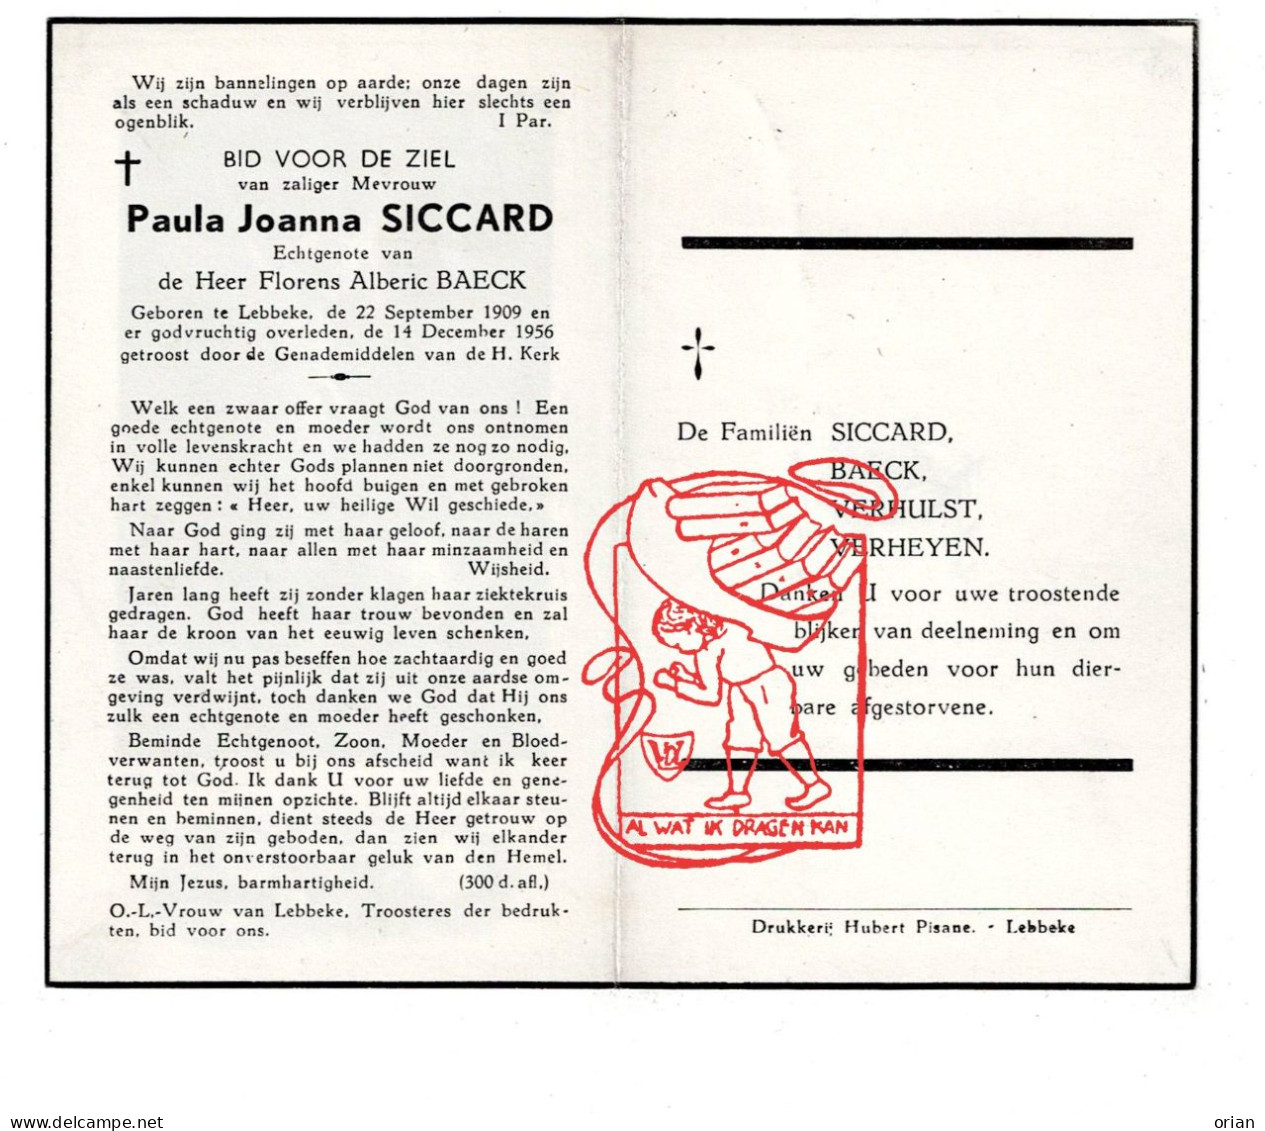 Wij zijn bannelingen op aarde; onze dagen zijn
als een schaduw en wij verblijven hier slechts een
ogenblik. I Par.
BID VOOR DE ZIEL
van zaliger Mevrouw
Paula Joanna SICCARD
Echtgenote van
de Heer Florens Alberic BAECK
Geboren te Lebbeke, de 22 September 1909 en
er godvruchtig overleden, de 14 December 1956
getroost door de Genademiddelen van de H. Kerk
Welk een zwaar offer vraagt God van ons ! Een
goede echtgenote en moeder wordt ons ontnomen
in volle levenskracht en we hadden ze nog zo nodig,
Wij kunnen echter Gods plannen niet doorgronden,
enkel kunnen wij het hoofd buigen en met gebroken
hart zeggen : « Heer, uw heilige Wil geschiede,»
Naar God ging zij met haar geloof, naar de haren
met haar hart, naar allen met haar minzaamheid en
naastenliefde. Wijsheid.
Jaren lang heeft zij zonder klagen haar ziektekruis
gedragen. God heeft haar trouw bevonden en zal
haar de kroon van het eeuwig leven schenken,
Omdat wij nu pas beseffen hoe zachtaardig en goed
ze was, valt het pijnlijk dat zij uit onze aardse om-
geving verdwijnt, toch danken we God dat Hij ons
zulk een echtgenote en moeder heeft geschonken,
Beminde Echtgenoot, Zoon, Moeder en Bloed-
verwanten, troost u bij ons afscheid want ik keer
terug tot God. Ik dank U voor uw liefde en gene-
genheid ten mijnen opzichte. Blijft altijd elkaar steu-
nen en beminnen, dient steeds de Heer getrouw op
de weg van zijn geboden, dan zien wij elkander
terug in het onverstoorbaar geluk van den Hemel.
Mijn Jezus, barmhartigheid. (300 d. afl,)
O.-L,-Vrouw van Lebbeke, Troosteres der bedruk-
ten, bid voor ons.
De Familiën SICCARD,
BAECK,
VERHULST,
VERHEYEN.
Danken U voor uwe troostende
blijken van deelneming en om
uw gebeden voor hun dier-
bare afgestorvene.
AL WAT IK DRAGEN KAN
Drukkerij Hubert Pisane. - Lebbeke
www.delcampe.net
orian